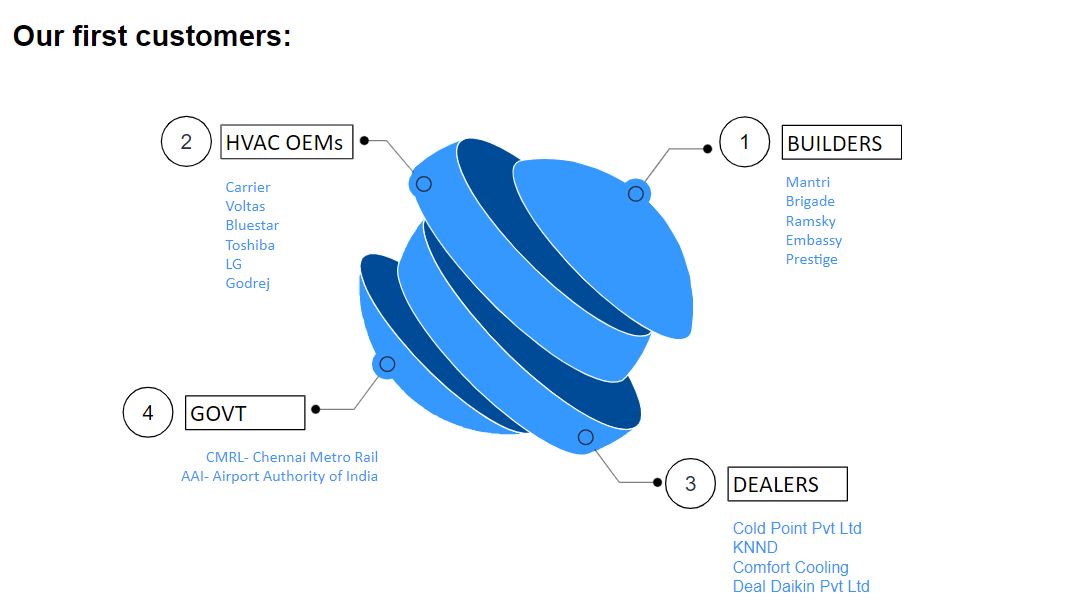 Our first customers:
1
BUILDERS
Mantri
Brigade
Ramsky
Embassy
Prestige
2
HVAC OEMs
Carrier
Voltas
Bluestar
Toshiba
LG
Godrej
3
DEALERS
Cold Point Pvt Ltd
KNND
Comfort Cooling
Deal Daikin Pvt Ltd
4
GOVT
CMRL- Chennai Metro Rail
AAI- Airport Authority of India